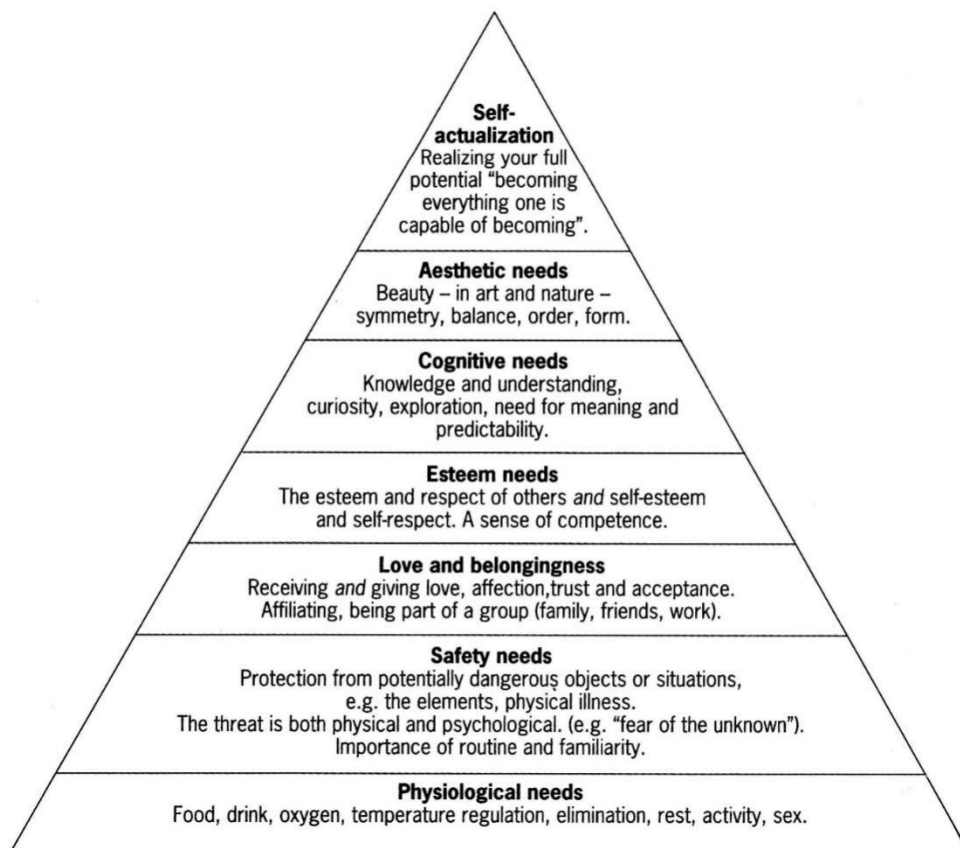 Self-
actualization
Realizing your full
potential “becoming
everything one is
capable of becoming”.
Aesthetic needs
Beauty – in art and nature –
symmetry, balance, order, form.
Cognitive needs
Knowledge and understanding,
curiosity, exploration, need for meaning and
predictability.
Esteem needs
The esteem and respect of others and self-esteem
and self-respect. A sense of competence.
Love and belongingness
Receiving and giving love, affection,trust and acceptance.
Affiliating, being part of a group (family, friends, work).
Safety needs
Protection from potentially dangerous objects or situations,
e.g. the elements, physical illness.
The threat is both physical and psychological. (e.g. “fear of the unknown”).
Importance of routine and familiarity.
Physiological needs
Food, drink, oxygen, temperature regulation, elimination, rest, activity, sex.